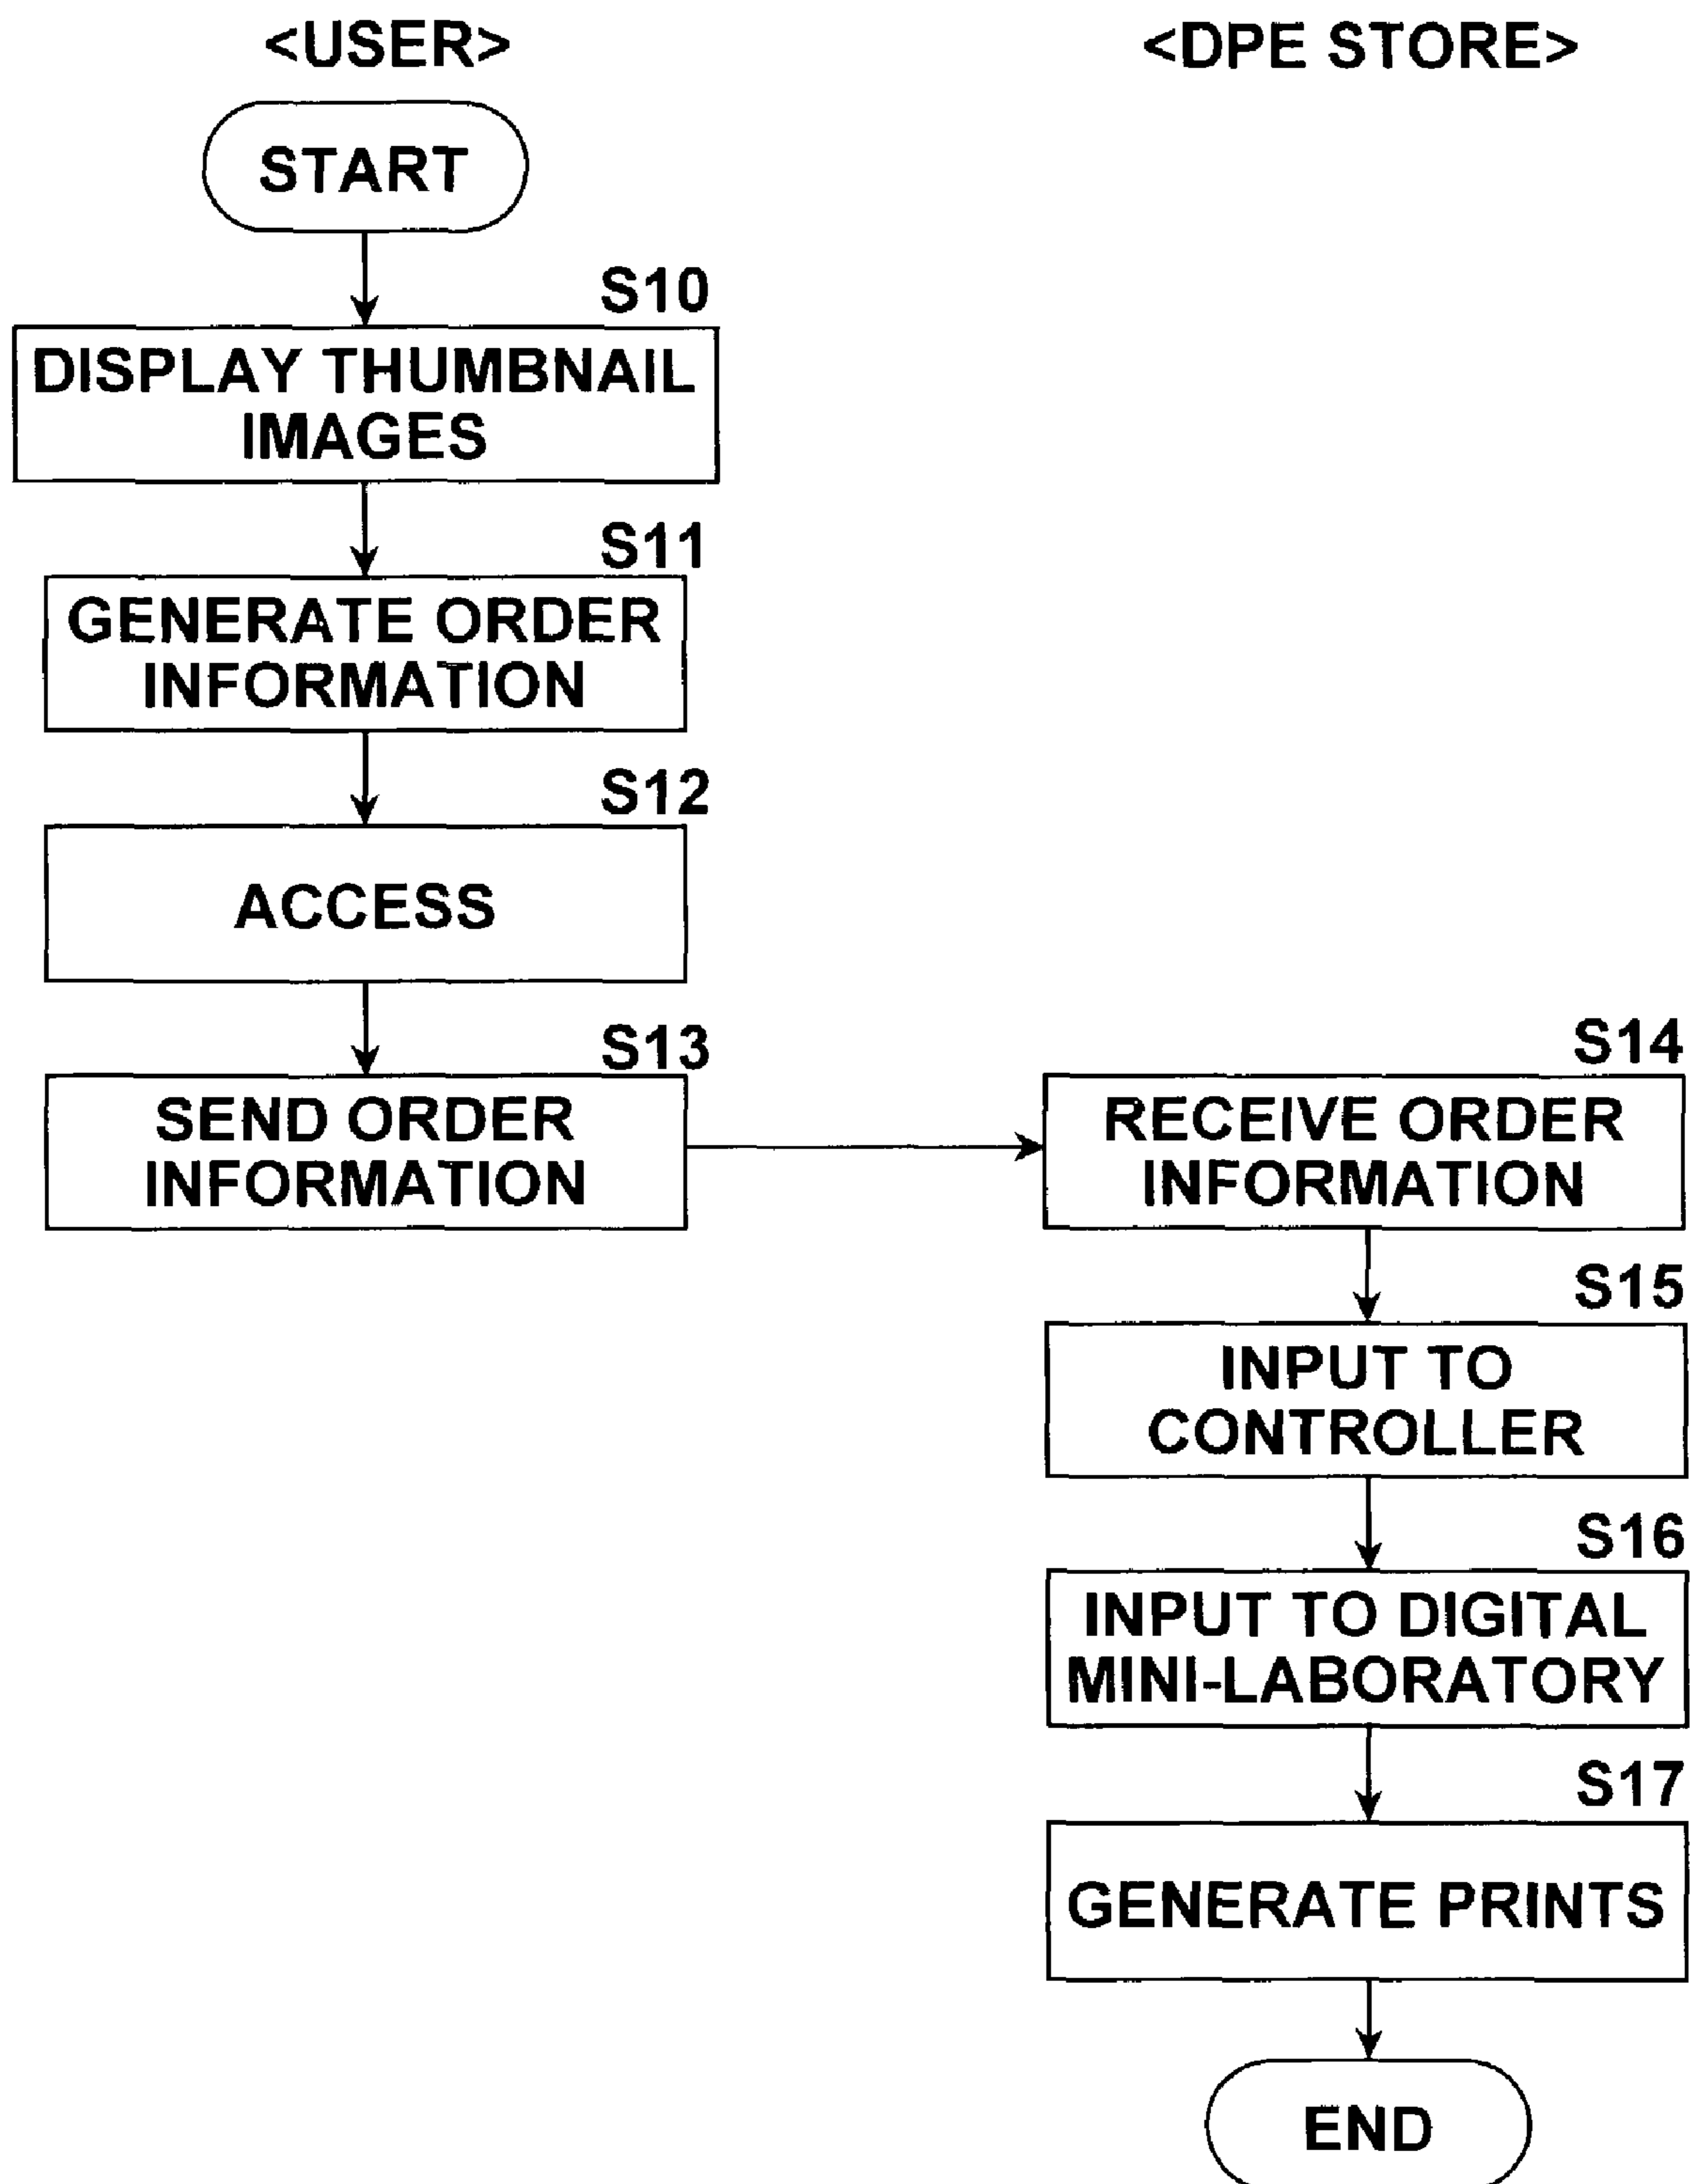 <USER>
START
S10
DISPLAY THUMBNAIL
IMAGES
S11
GENERATE ORDER
INFORMATION
S12
ACCESS
S13
SEND ORDER
INFORMATION
<DPE STORE>
S14
RECEIVE ORDER
INFORMATION
S15
INPUT TO
CONTROLLER
S16
INPUT TO DIGITAL
MINI-LABORATORY
S17
GENERATE PRINTS
END